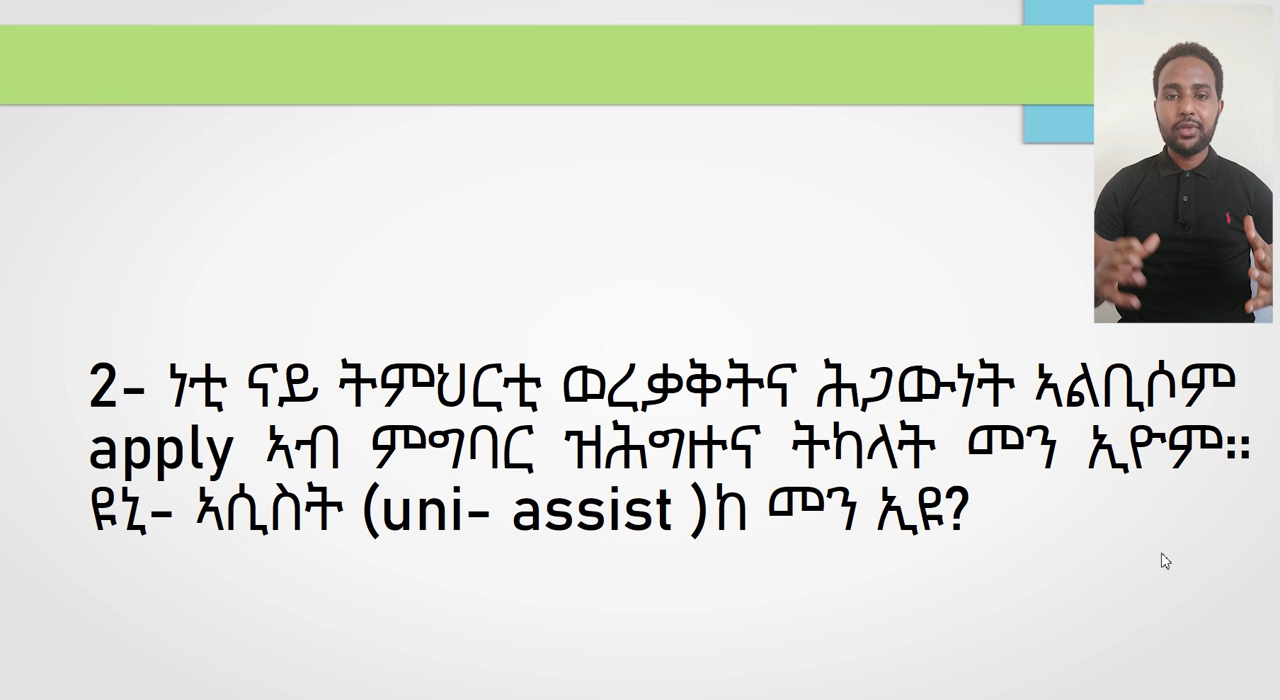 2- ነቲ ናይ ትምህርቲ ወረቃቅትና ሕጋውነት ኣልቢሶም
apply ኣብ ምግባር ዝሕግዙና ትካላት መን ኢዮም።
ዩኒ- ኣሲስት (uni- assist )ከ መን ኢዩ?